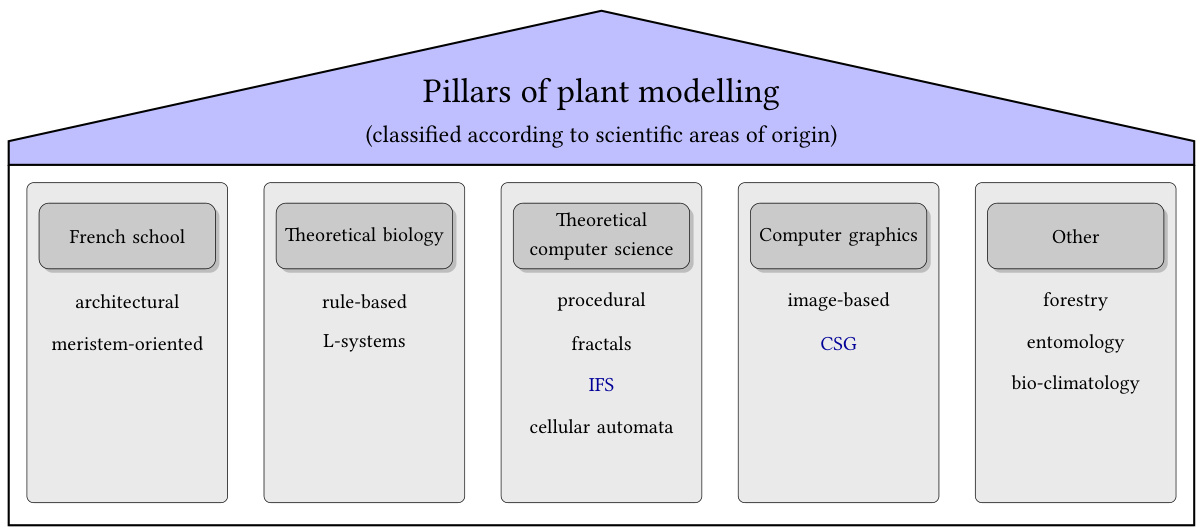 Pillars of plant modelling
(classified according to scientific areas of origin)
French school
architectural
meristem-oriented
Theoretical biology
rule-based
L-systems
Theoretical
computer science
procedural
fractals
IFS
cellular automata
Computer graphics
image-based
CSG
Other
forestry
entomology
bio-climatology